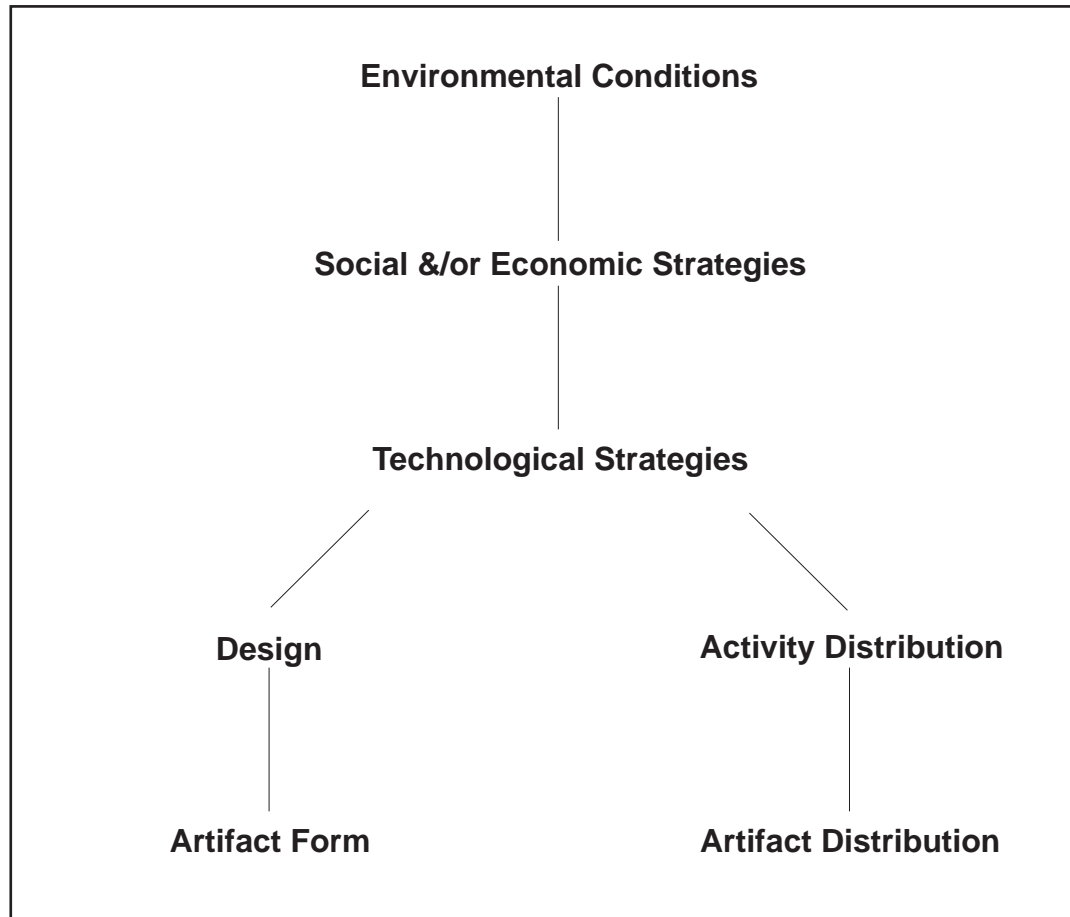 Environmental Conditions
Social &/or Economic Strategies
Technological Strategies
Design
Activity Distribution
Artifact Form
Artifact Distribution